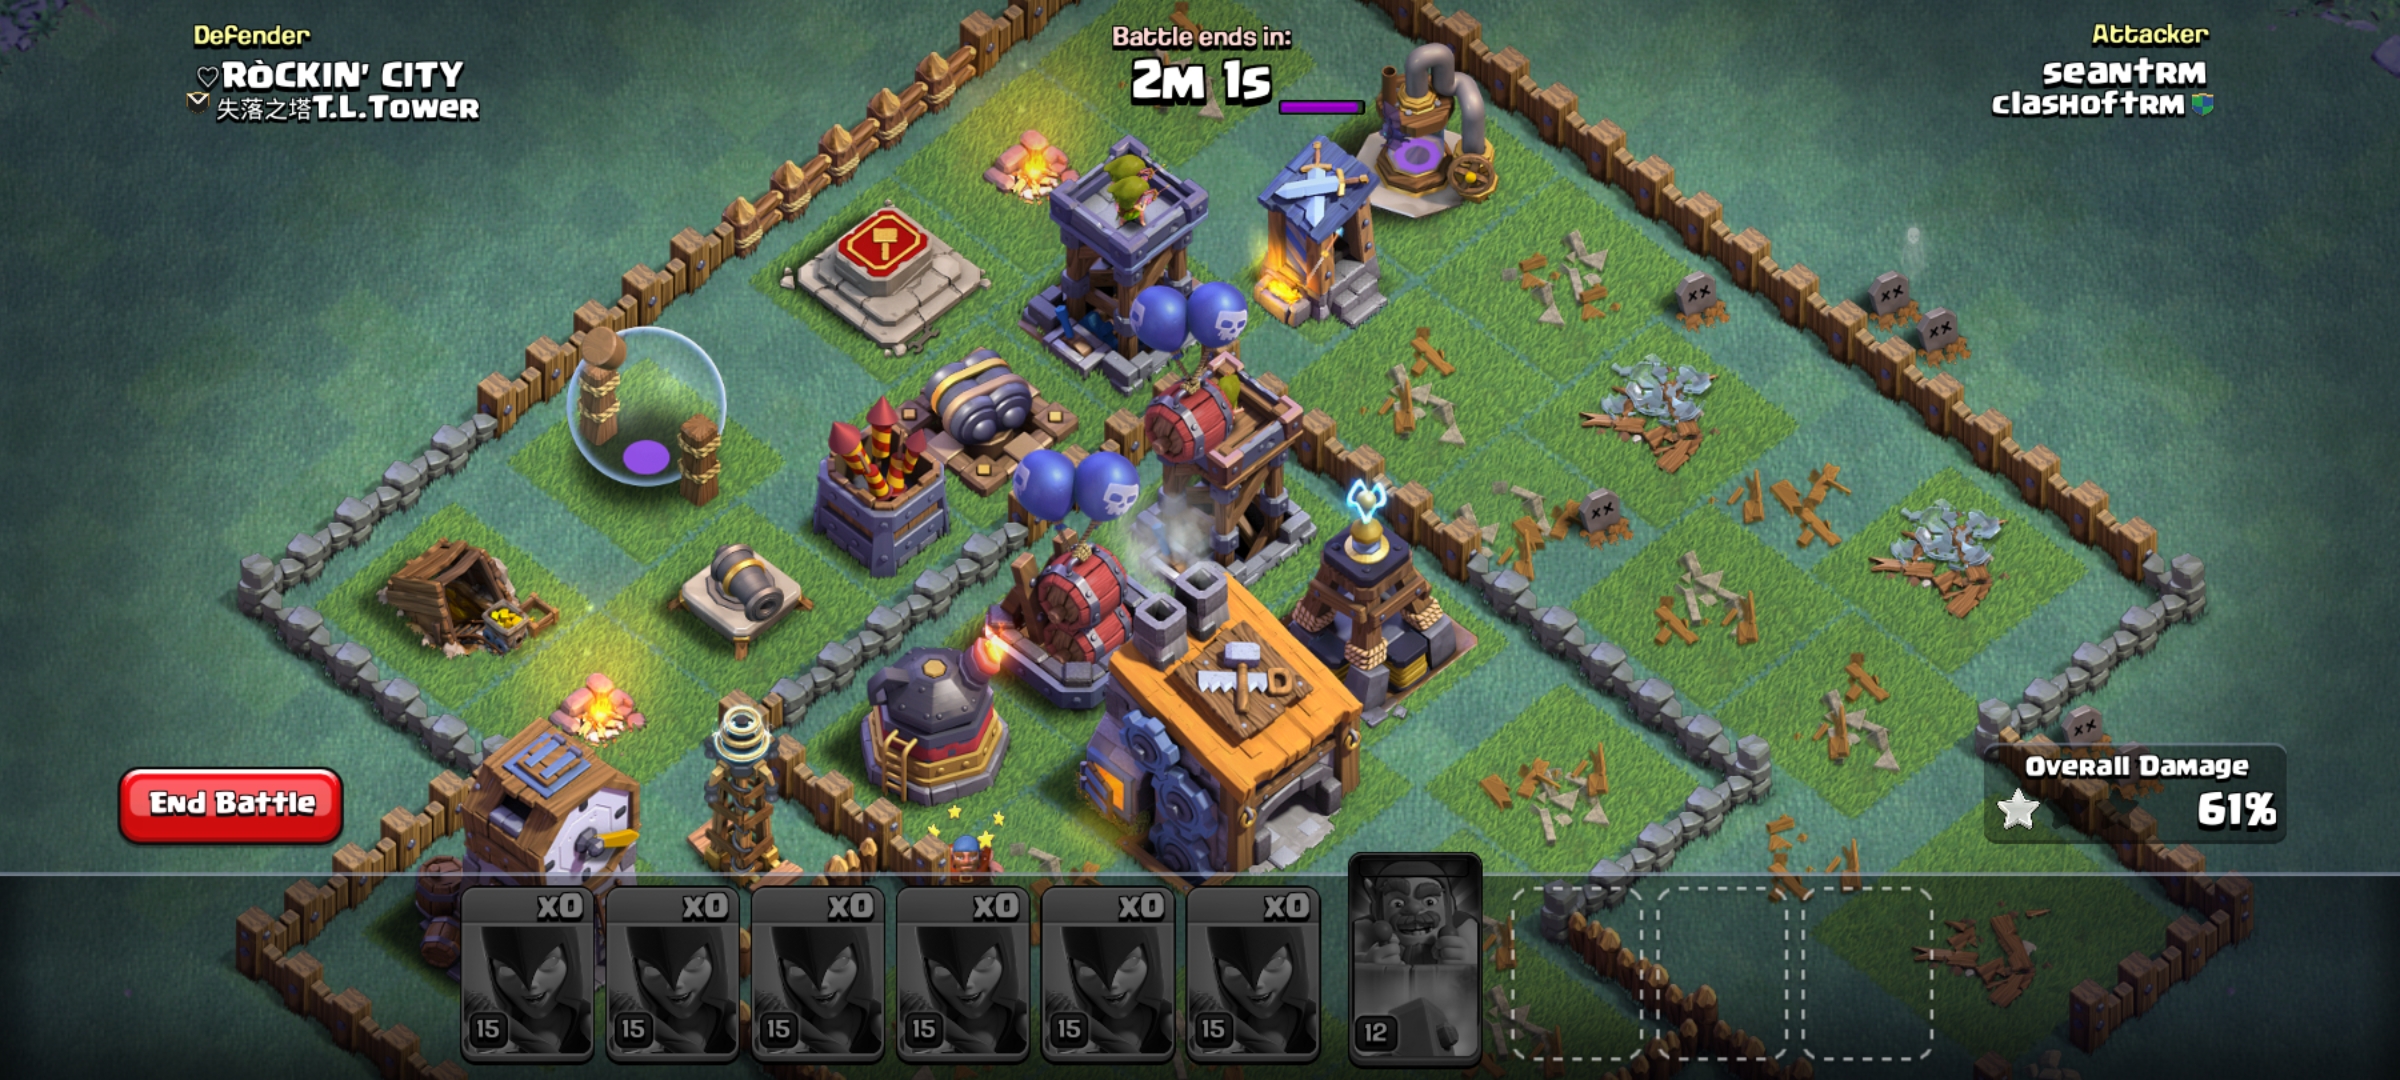 Defender
♡RÒCKIN' CITY
失落之塔T.L.Tower
Battle ends in:
2M 1S
Attacker
seantRM
clashoftRM
End Battle
Overall Damage
61%
x0 x0 x0 x0 x0 x0
15 15 15 15 15 15 12